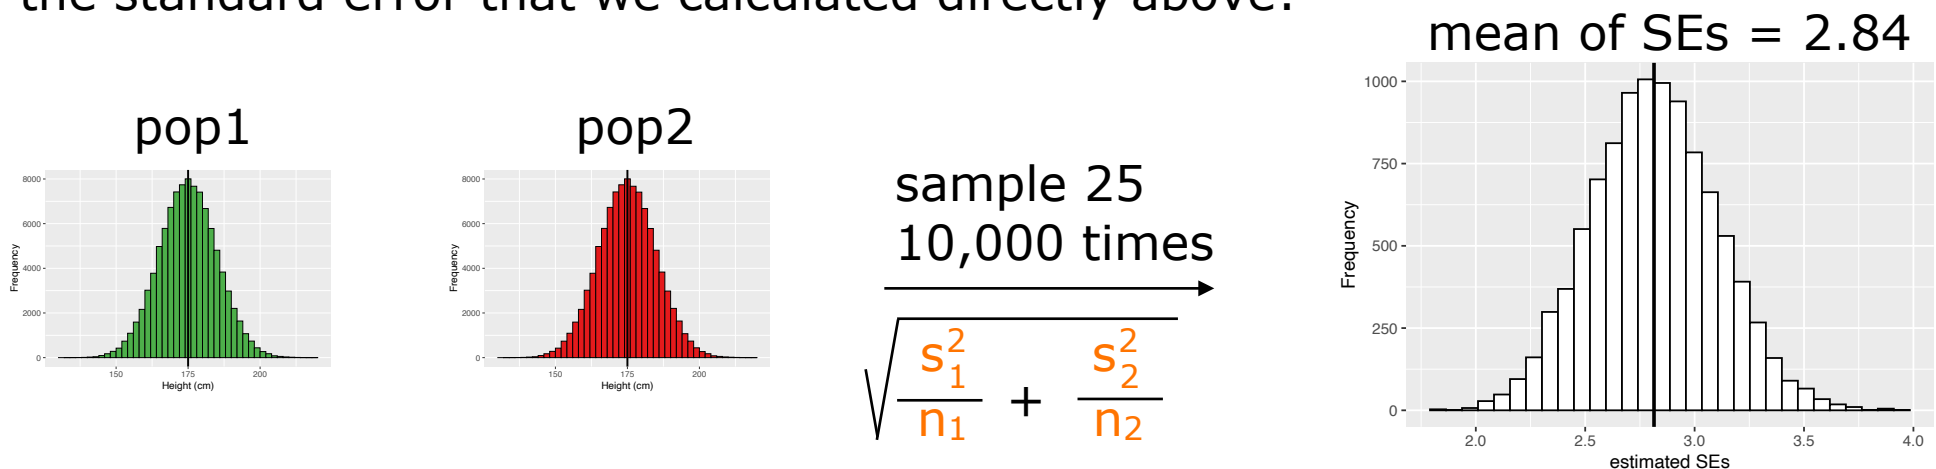 the standard error that we calculated directly above?
mean of SEs = 2.84
pop1
8000
6000
4000
2000
0
Frequency
150
175
200
Height (cm)
pop2
8000
6000
4000
2000
0
Frequency
150
175
200
Height (cm)
sample 25
10,000 times
√ s₁²/n₁ + s₂²/n₂
1000
750
500
250
0
Frequency
2.0
2.5
3.0
3.5
4.0
estimated SEs